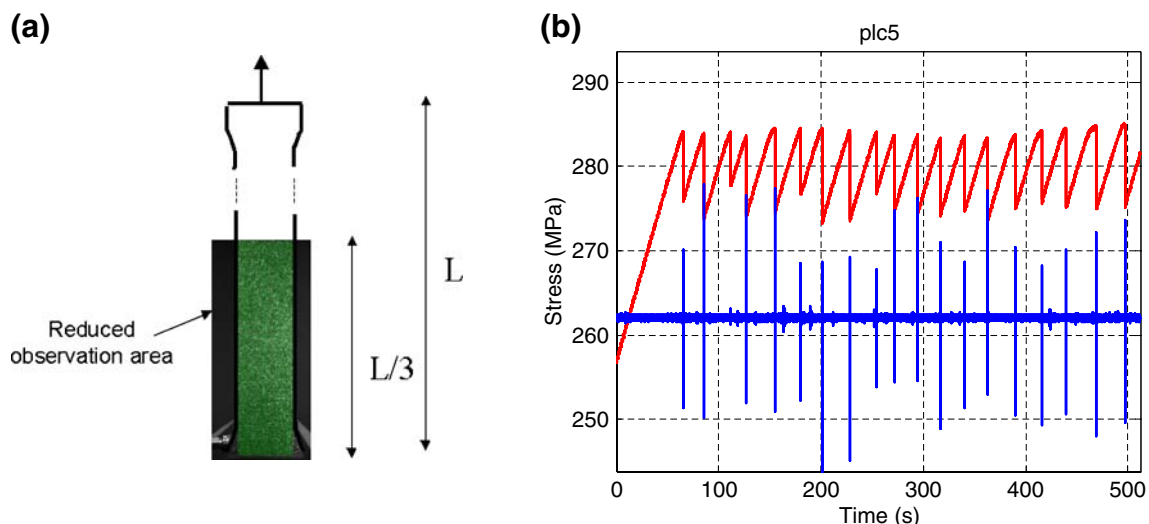 (a)
L
Reduced
observation area
L/3
(b)
plc5
Stress (MPa)
290
280
270
260
250
0 100 200 300 400 500
Time (s)